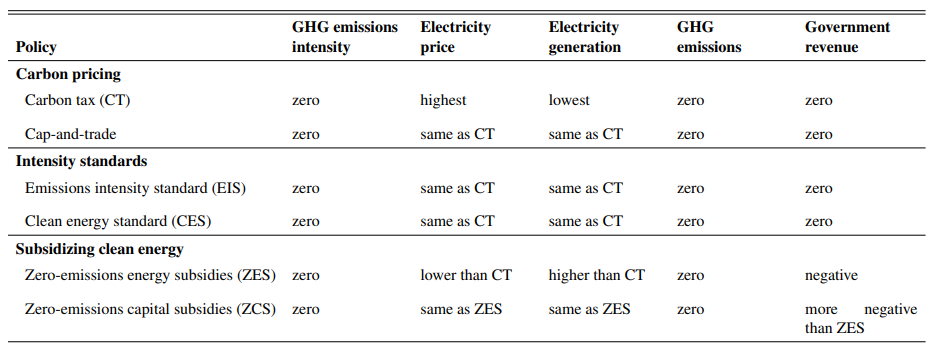 Policy GHG emissions intensity Electricity price Electricity generation GHG emissions Government revenue
Carbon pricing
Carbon tax (CT) zero highest lowest zero zero
Cap-and-trade zero same as CT same as CT zero zero
Intensity standards
Emissions intensity standard (EIS) zero same as CT same as CT zero zero
Clean energy standard (CES) zero same as CT same as CT zero zero
Subsidizing clean energy
Zero-emissions energy subsidies (ZES) zero lower than CT higher than CT zero negative
Zero-emissions capital subsidies (ZCS) zero same as ZES same as ZES zero more negative
than ZES